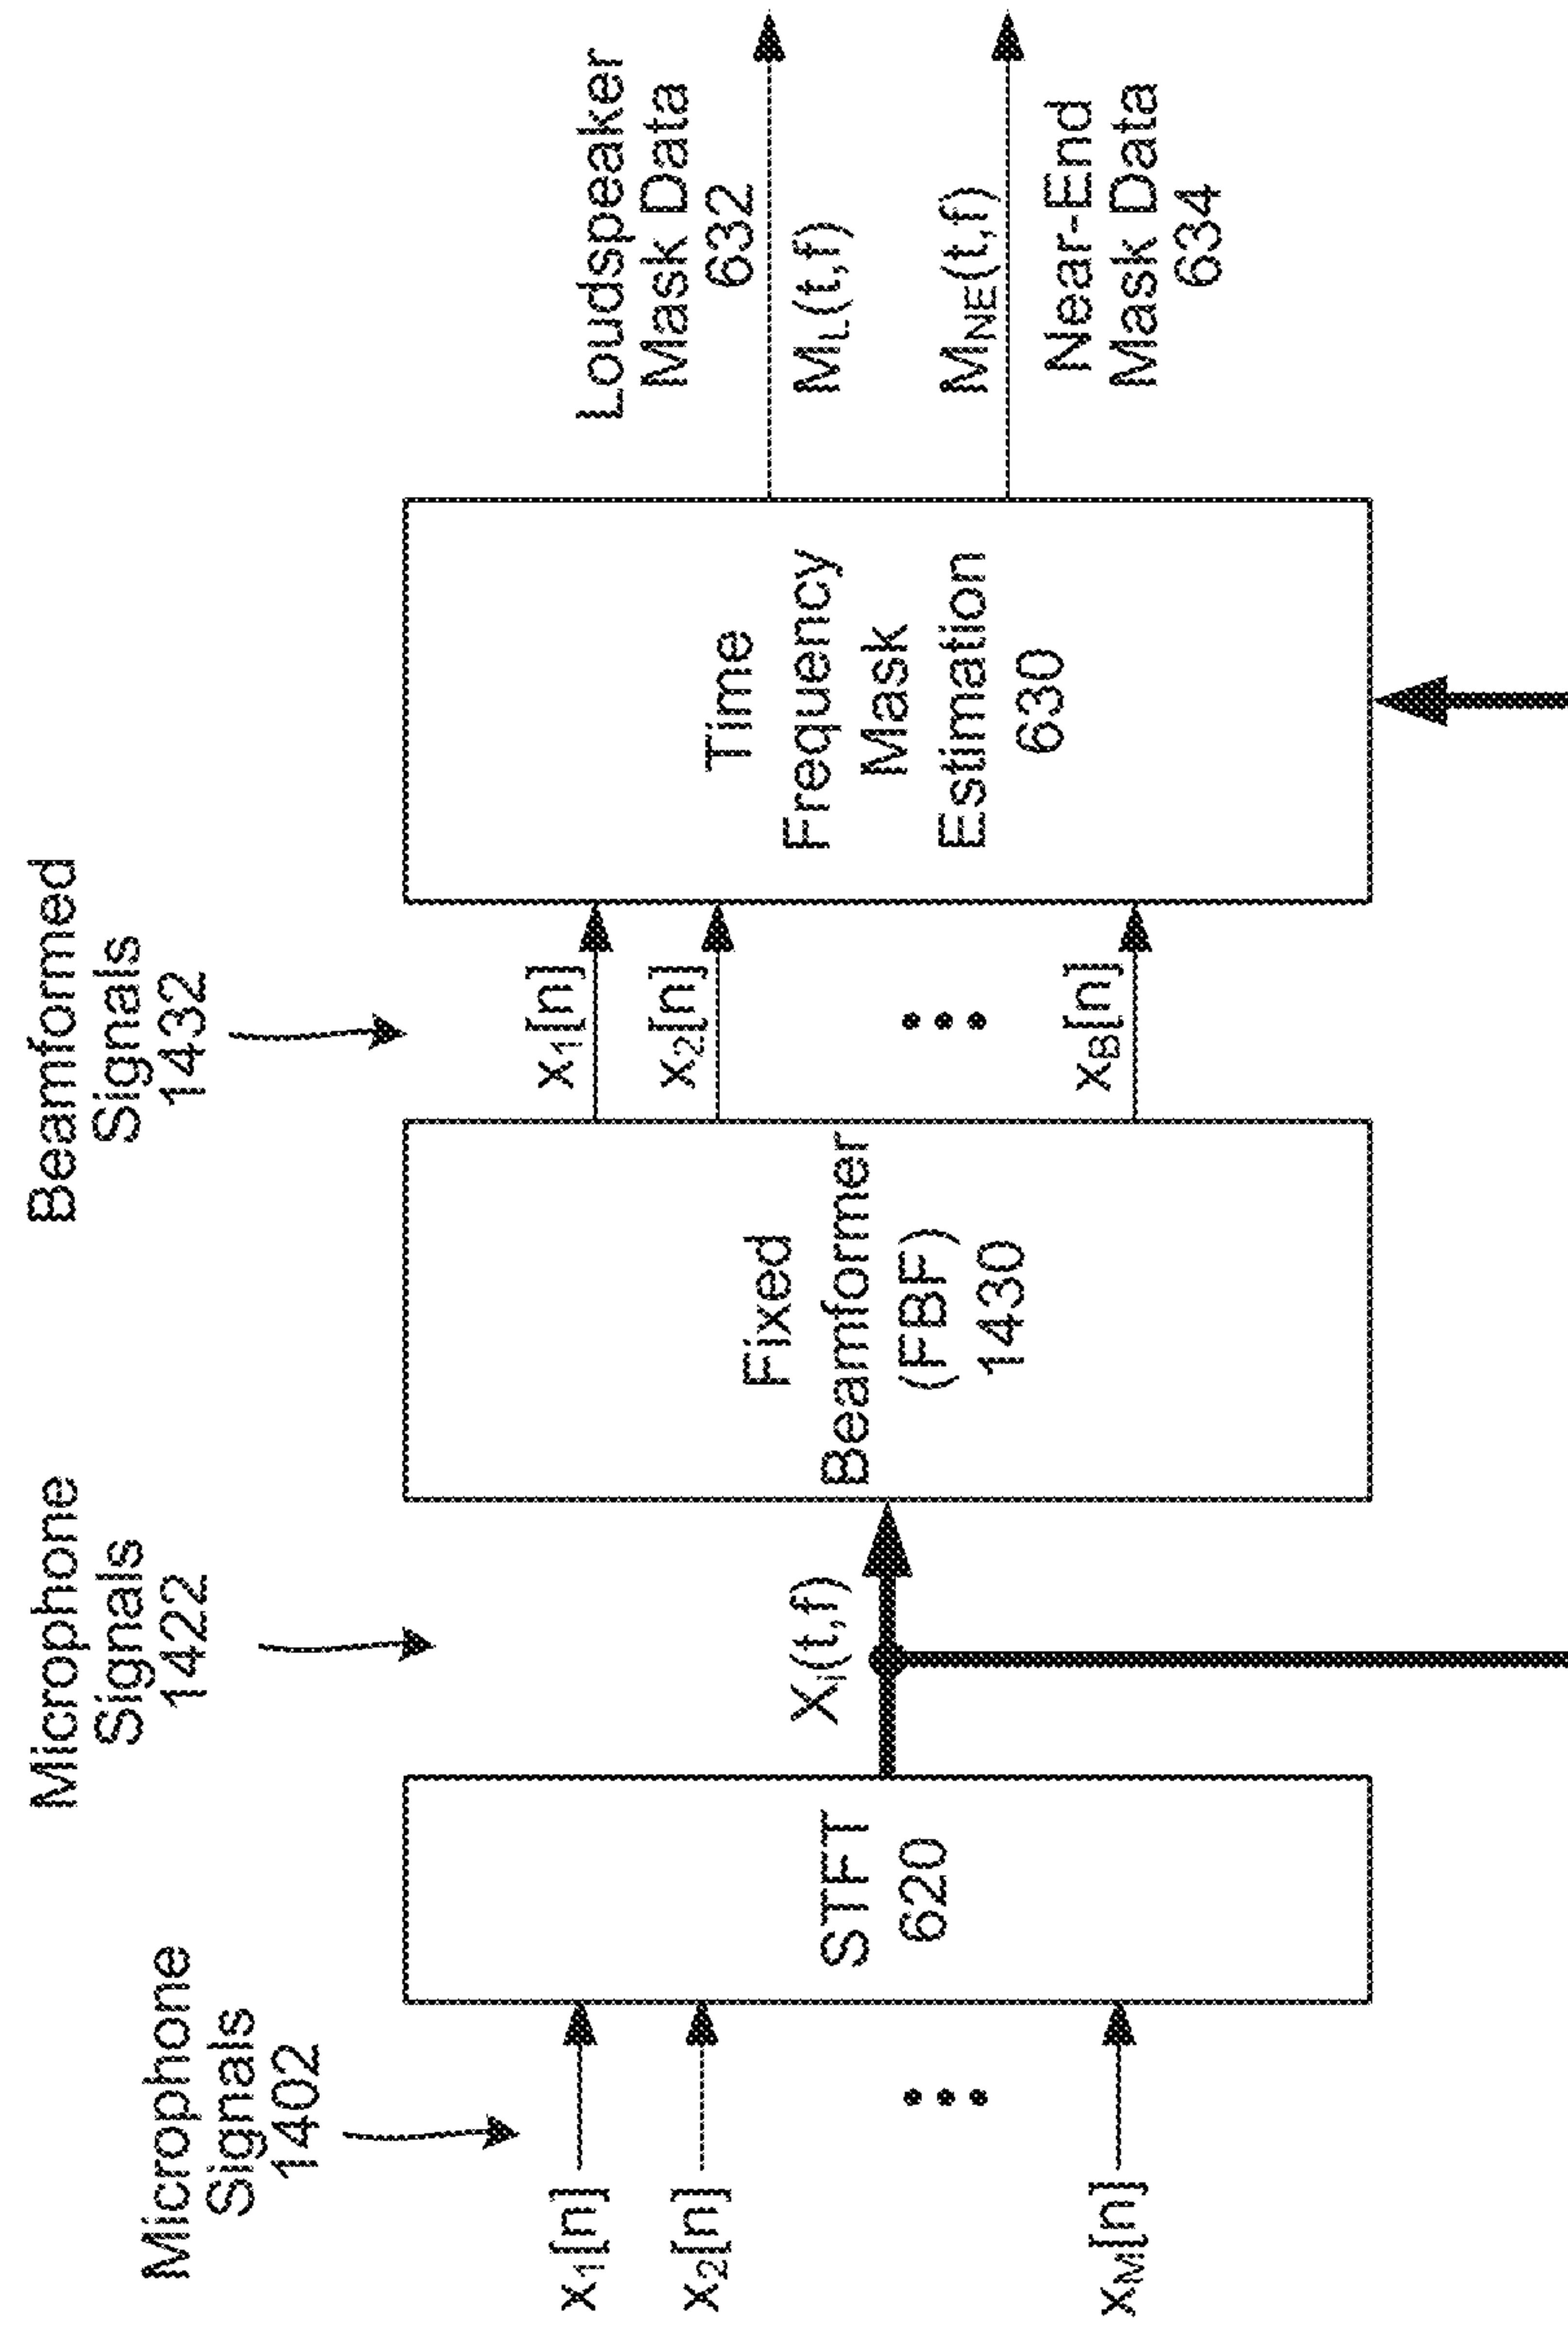 Microphone
Signals
1402
x1[n]
x2[n]
xM[n]
STFT
620
Microphone
Signals
1422
Xi(t,f)
Fixed
Beamformer
(FBF)
1430
Beamformed
Signals
1432
x1[n]
x2[n]
xB[n]
Time
Frequency
Mask
Estimation
630
Loudspeaker
Mask Data
632
ML(t,f)
MNE(t,f)
Near-End
Mask Data
634